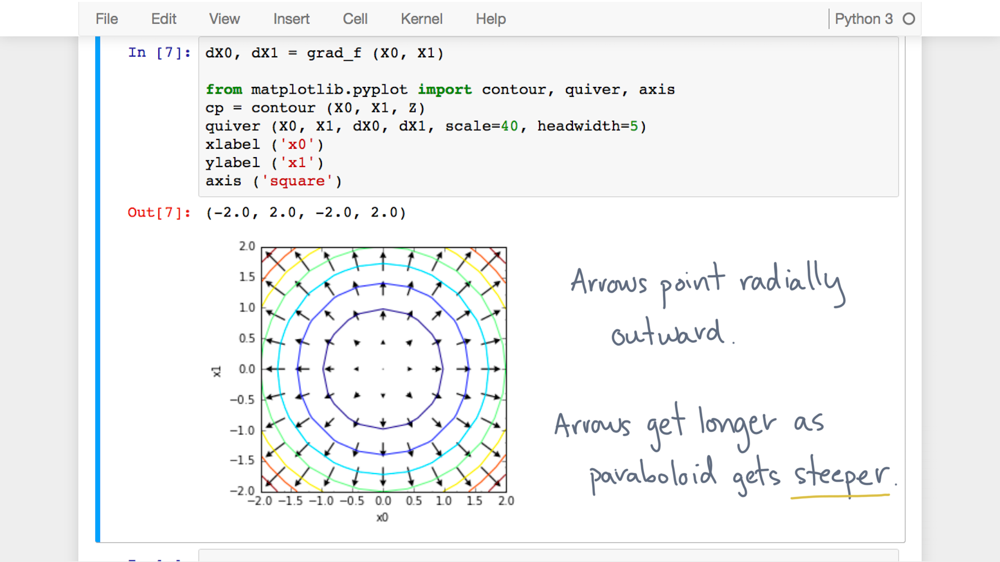 File Edit View Insert Cell Kernel Help Python 3
In [7]: dX0, dX1 = grad_f (X0, X1)
from matplotlib.pyplot import contour, quiver, axis
cp = contour (X0, X1, Z)
quiver (X0, X1, dX0, dX1, scale=40, headwidth=5)
xlabel ('x0')
ylabel ('x1')
axis ('square')
Out[7]: (-2.0, 2.0, -2.0, 2.0)
2.0
1.5
1.0
0.5
0.0
−0.5
−1.0
−1.5
−2.0
x1
−2.0 −1.5 −1.0 −0.5 0.0 0.5 1.0 1.5 2.0
x0
Arrows point radially
outward.
Arrows get longer as
paraboloid gets steeper.